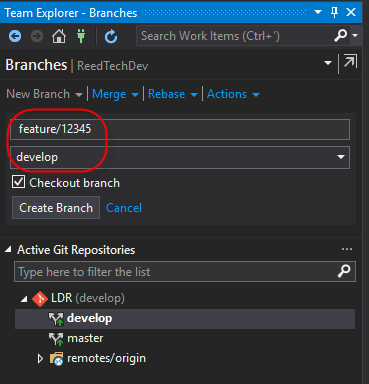 Team Explorer - Branches
Search Work Items (Ctrl+')
Branches | ReedTechDev
New Branch | Merge | Rebase | Actions
feature/12345
develop
Checkout branch
Create Branch Cancel
Active Git Repositories ...
Type here to filter the list
LDR (develop)
develop
master
remotes/origin